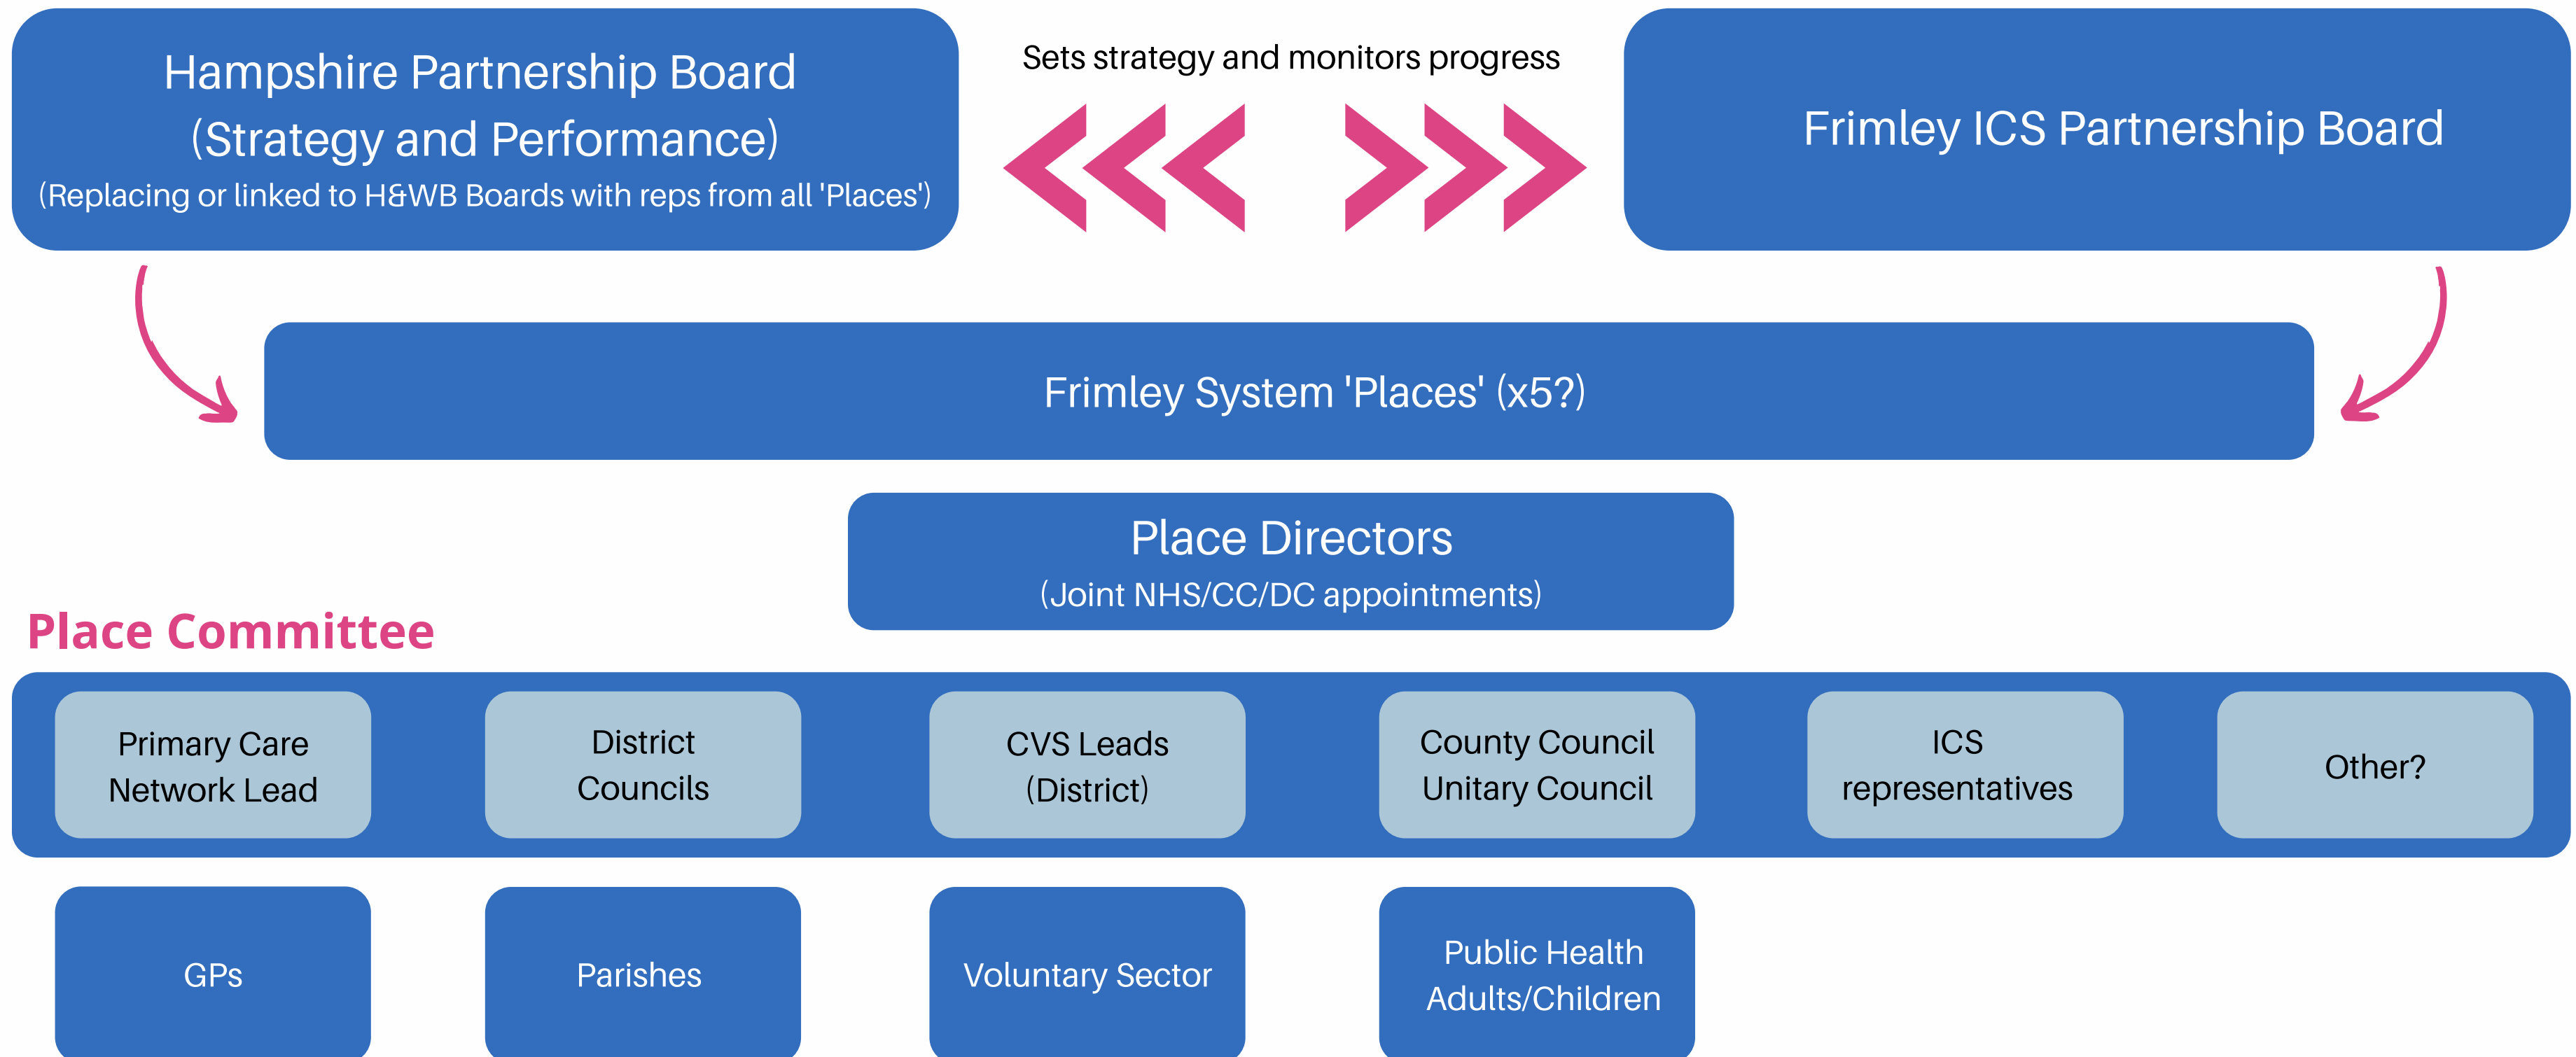 Hampshire Partnership Board
(Strategy and Performance)
(Replacing or linked to H&WB Boards with reps from all 'Places')
Sets strategy and monitors progress
Frimley ICS Partnership Board
Frimley System 'Places' (x5?)
Place Directors
(Joint NHS/CC/DC appointments)
Place Committee
Primary Care
Network Lead
District
Councils
CVS Leads
(District)
County Council
Unitary Council
ICS
representatives
Other?
GPs
Parishes
Voluntary Sector
Public Health
Adults/Children